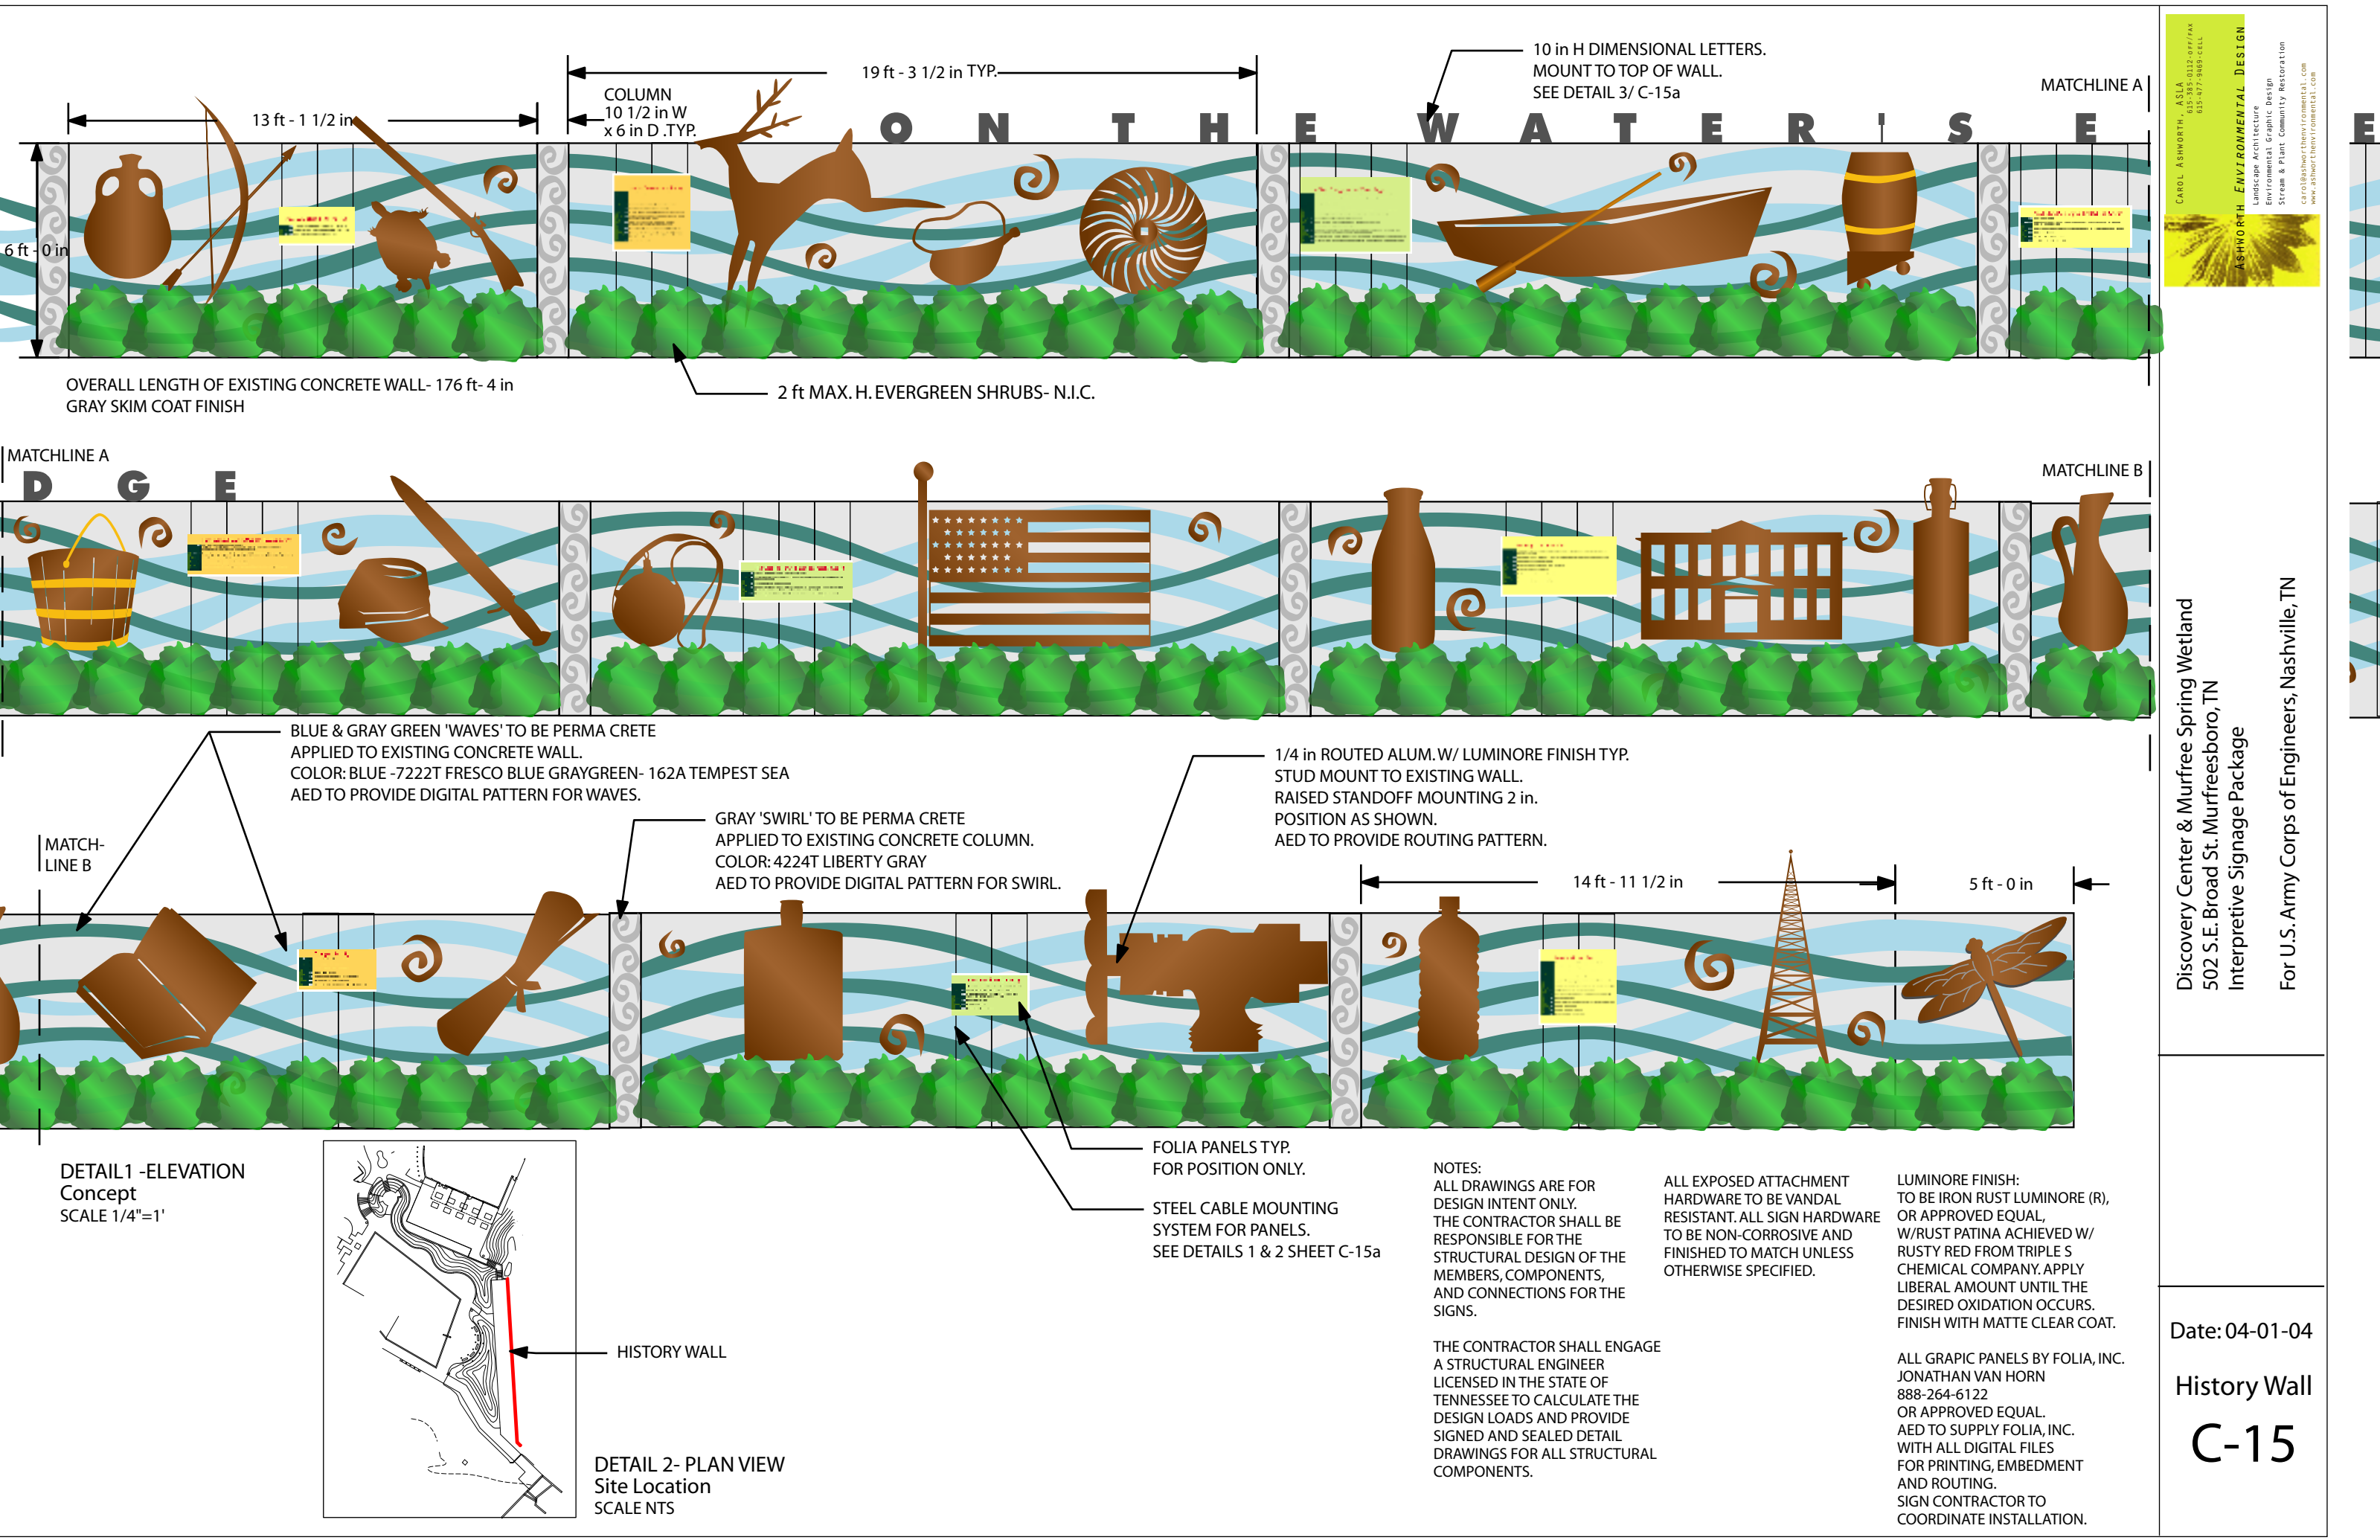 10 in H DIMENSIONAL LETTERS.
MOUNT TO TOP OF WALL.
SEE DETAIL 3/ C-15a
MATCHLINE A
19 ft - 3 1/2 in TYP.
COLUMN
10 1/2 in W
x 6 in D .TYP.
13 ft - 1 1/2 in
O N T H E W A T E R ' S E
E
6 ft - 0 in
OVERALL LENGTH OF EXISTING CONCRETE WALL- 176 ft- 4 in
GRAY SKIM COAT FINISH
2 ft MAX. H. EVERGREEN SHRUBS- N.I.C.
MATCHLINE A
D G E
MATCHLINE B
BLUE & GRAY GREEN 'WAVES' TO BE PERMA CRETE
APPLIED TO EXISTING CONCRETE WALL.
COLOR: BLUE -7222T FRESCO BLUE GRAYGREEN- 162A TEMPEST SEA
AED TO PROVIDE DIGITAL PATTERN FOR WAVES.
GRAY 'SWIRL' TO BE PERMA CRETE
APPLIED TO EXISTING CONCRETE COLUMN.
COLOR: 4224T LIBERTY GRAY
AED TO PROVIDE DIGITAL PATTERN FOR SWIRL.
1/4 in ROUTED ALUM. W/ LUMINORE FINISH TYP.
STUD MOUNT TO EXISTING WALL.
RAISED STANDOFF MOUNTING 2 in.
POSITION AS SHOWN.
AED TO PROVIDE ROUTING PATTERN.
MATCH-
LINE B
14 ft - 11 1/2 in
5 ft - 0 in
DETAIL1 -ELEVATION
Concept
SCALE 1/4"=1'
FOLIA PANELS TYP.
FOR POSITION ONLY.
STEEL CABLE MOUNTING
SYSTEM FOR PANELS.
SEE DETAILS 1 & 2 SHEET C-15a
HISTORY WALL
DETAIL 2- PLAN VIEW
Site Location
SCALE NTS
NOTES:
ALL DRAWINGS ARE FOR
DESIGN INTENT ONLY.
THE CONTRACTOR SHALL BE
RESPONSIBLE FOR THE
STRUCTURAL DESIGN OF THE
MEMBERS, COMPONENTS,
AND CONNECTIONS FOR THE
SIGNS.
THE CONTRACTOR SHALL ENGAGE
A STRUCTURAL ENGINEER
LICENSED IN THE STATE OF
TENNESSEE TO CALCULATE THE
DESIGN LOADS AND PROVIDE
SIGNED AND SEALED DETAIL
DRAWINGS FOR ALL STRUCTURAL
COMPONENTS.
ALL EXPOSED ATTACHMENT
HARDWARE TO BE VANDAL
RESISTANT. ALL SIGN HARDWARE
TO BE NON-CORROSIVE AND
FINISHED TO MATCH UNLESS
OTHERWISE SPECIFIED.
LUMINORE FINISH:
TO BE IRON RUST LUMINORE (R),
OR APPROVED EQUAL,
W/RUST PATINA ACHIEVED W/
RUSTY RED FROM TRIPLE S
CHEMICAL COMPANY. APPLY
LIBERAL AMOUNT UNTIL THE
DESIRED OXIDATION OCCURS.
FINISH WITH MATTE CLEAR COAT.
ALL GRAPIC PANELS BY FOLIA, INC.
JONATHAN VAN HORN
888-264-6122
OR APPROVED EQUAL.
AED TO SUPPLY FOLIA, INC.
WITH ALL DIGITAL FILES
FOR PRINTING, EMBEDMENT
AND ROUTING.
SIGN CONTRACTOR TO
COORDINATE INSTALLATION.
CAROL ASHWORTH, ASLA
615-385-0112-OFF/FAX
615-477-9469-CELL
ASHWORTH ENVIRONMENTAL DESIGN
Landscape Architecture
Environmental Graphic Design
Stream & Plant Community Restoration
carol@ashworthenvironmental.com
www.ashworthenvironmental.com
Discovery Center & Murfree Spring Wetland
502 S.E. Broad St. Murfreesboro, TN
Interpretive Signage Package
For U.S. Army Corps of Engineers, Nashville, TN
Date: 04-01-04
History Wall
C-15